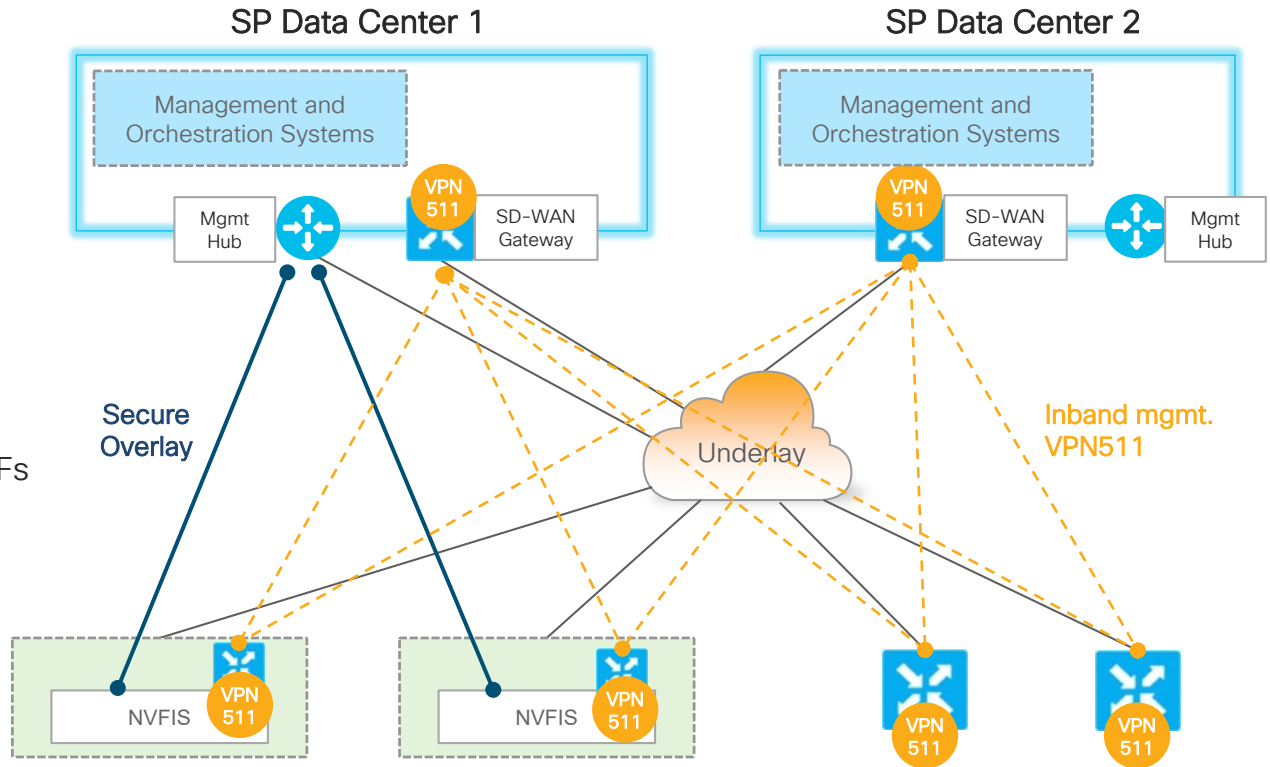 SP Data Center 1
SP Data Center 2
Management and
Orchestration Systems
Management and
Orchestration Systems
Mgmt
Hub
VPN
511
SD-WAN
Gateway
VPN
511
SD-WAN
Gateway
Mgmt
Hub
Secure
Overlay
Underlay
Inband mgmt.
VPN511
Fs
NVFIS
VPN
511
NVFIS
VPN
511
VPN
511
VPN
511